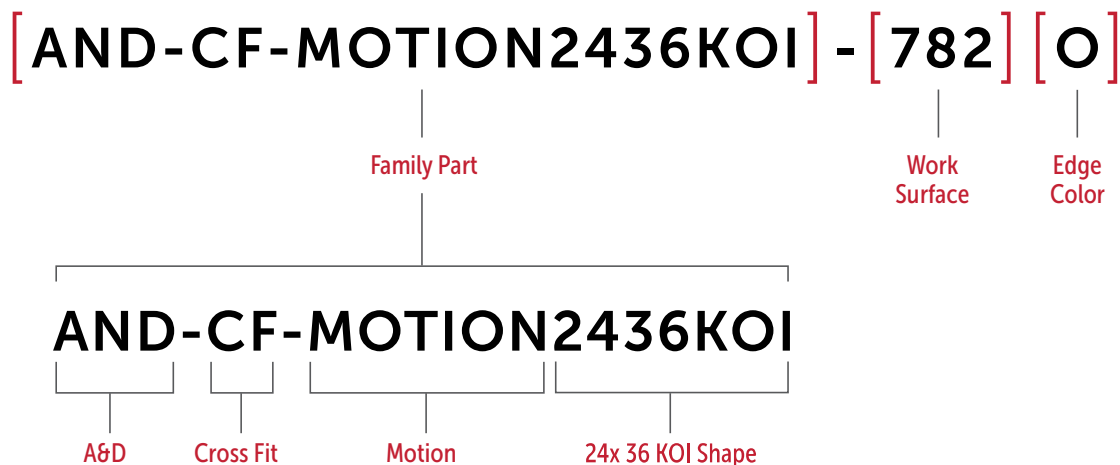 [AND-CF-MOTION2436KOI] - [782] [O]
Family Part
Work
Surface
Edge
Color
AND-CF-MOTION2436KOI
A&D
Cross Fit
Motion
24x 36 KOI Shape